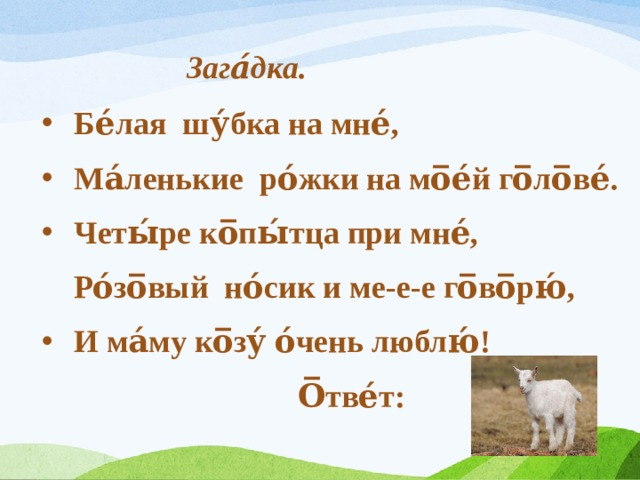 Зага́дка.
• Бе́лая шу́бка на мне́,
• Ма́ленькие ро́жки на мо̅е́й го̅ло̅ве́.
• Четы́ре ко̅пы́тца при мне́,
Ро́зо̅вый но́сик и ме-е-е го̅во̅рю́,
• И ма́му ко̅зу́ о́чень люблю́!
О̅тве́т: